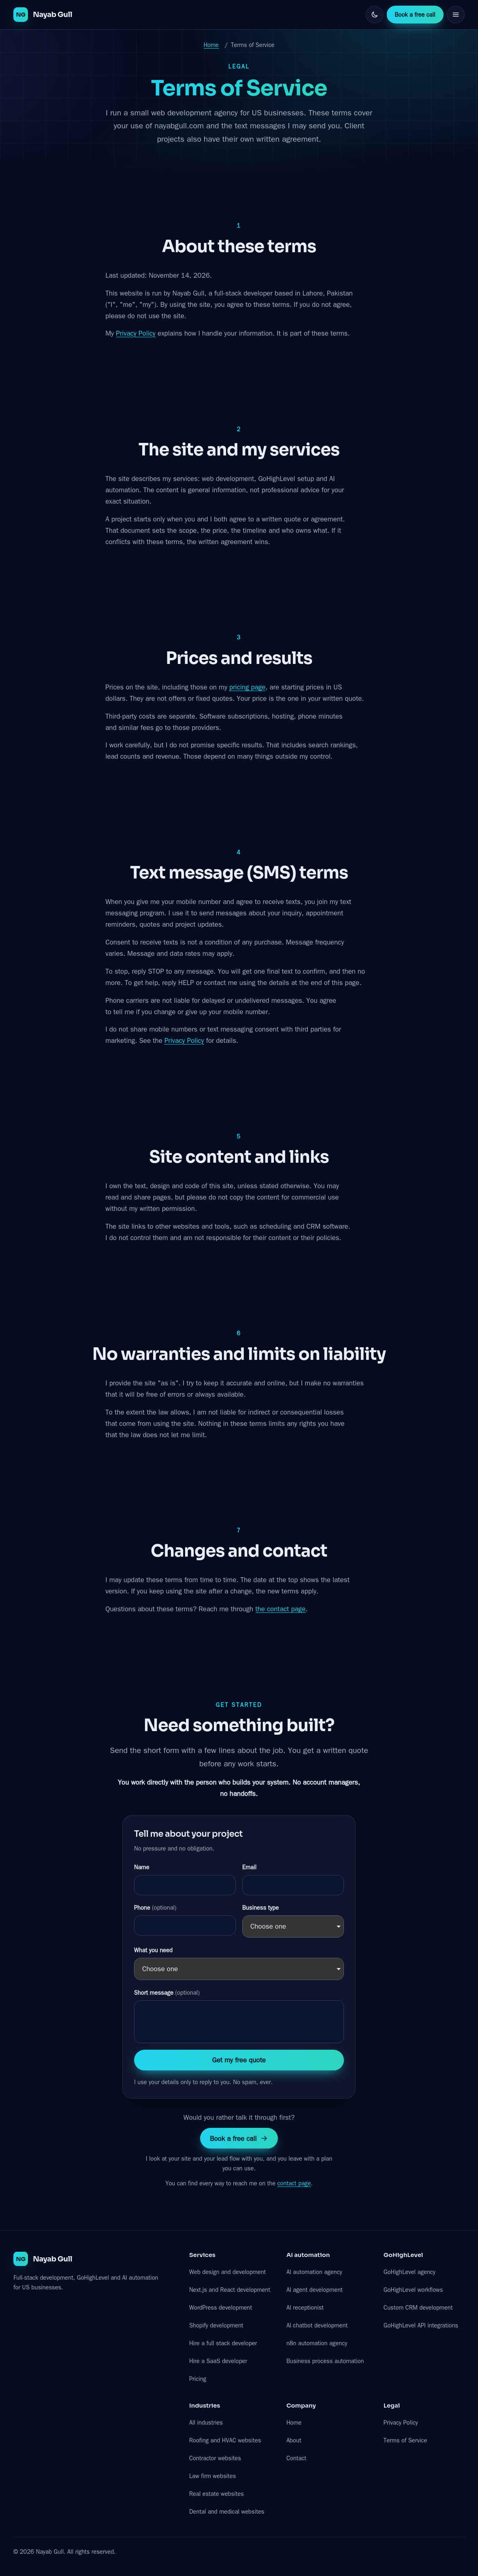 NG Nayab Gull
Book a free call
Home / Terms of Service
LEGAL
Terms of Service
I run a small web development agency for US businesses. These terms cover
your use of nayabgull.com and the text messages I may send you. Client
projects also have their own written agreement.
1
About these terms
Last updated: November 14, 2026.
This website is run by Nayab Gull, a full-stack developer based in Lahore, Pakistan
("I", "me", "my"). By using the site, you agree to these terms. If you do not agree,
please do not use the site.
My Privacy Policy explains how I handle your information. It is part of these terms.
2
The site and my services
The site describes my services: web development, GoHighLevel setup and AI
automation. The content is general information, not professional advice for your
exact situation.
A project starts only when you and I both agree to a written quote or agreement.
That document sets the scope, the price, the timeline and who owns what. If it
conflicts with these terms, the written agreement wins.
3
Prices and results
Prices on the site, including those on my pricing page, are starting prices in US
dollars. They are not offers or fixed quotes. Your price is the one in your written quote.
Third-party costs are separate. Software subscriptions, hosting, phone minutes
and similar fees go to those providers.
I work carefully, but I do not promise specific results. That includes search rankings,
lead counts and revenue. Those depend on many things outside my control.
4
Text message (SMS) terms
When you give me your mobile number and agree to receive texts, you join my text
messaging program. I use it to send messages about your inquiry, appointment
reminders, quotes and project updates.
Consent to receive texts is not a condition of any purchase. Message frequency
varies. Message and data rates may apply.
To stop, reply STOP to any message. You will get one final text to confirm, and then no
more. To get help, reply HELP or contact me using the details at the end of this page.
Phone carriers are not liable for delayed or undelivered messages. You agree
to tell me if you change or give up your mobile number.
I do not share mobile numbers or text messaging consent with third parties for
marketing. See the Privacy Policy for details.
5
Site content and links
I own the text, design and code of this site, unless stated otherwise. You may
read and share pages, but please do not copy the content for commercial use
without my written permission.
The site links to other websites and tools, such as scheduling and CRM software.
I do not control them and am not responsible for their content or their policies.
6
No warranties and limits on liability
I provide the site "as is". I try to keep it accurate and online, but I make no warranties
that it will be free of errors or always available.
To the extent the law allows, I am not liable for indirect or consequential losses
that come from using the site. Nothing in these terms limits any rights you have
that the law does not let me limit.
7
Changes and contact
I may update these terms from time to time. The date at the top shows the latest
version. If you keep using the site after a change, the new terms apply.
Questions about these terms? Reach me through the contact page.
GET STARTED
Need something built?
Send the short form with a few lines about the job. You get a written quote
before any work starts.
You work directly with the person who builds your system. No account managers,
no handoffs.
Tell me about your project
No pressure and no obligation.
Name Email
Phone (optional) Business type
Choose one
What you need
Choose one
Short message (optional)
Get my free quote
I use your details only to reply to you. No spam, ever.
Would you rather talk it through first?
Book a free call →
I look at your site and your lead flow with you, and you leave with a plan
you can use.
You can find every way to reach me on the contact page.
NG Nayab Gull
Full-stack development, GoHighLevel and AI automation
for US businesses.
Services
Web design and development
Next.js and React development
WordPress development
Shopify development
Hire a full stack developer
Hire a SaaS developer
Pricing
AI automation
AI automation agency
AI agent development
AI receptionist
AI chatbot development
n8n automation agency
Business process automation
GoHighLevel
GoHighLevel agency
GoHighLevel workflows
Custom CRM development
GoHighLevel API integrations
Industries
All industries
Roofing and HVAC websites
Contractor websites
Law firm websites
Real estate websites
Dental and medical websites
Company
Home
About
Contact
Legal
Privacy Policy
Terms of Service
© 2026 Nayab Gull. All rights reserved.